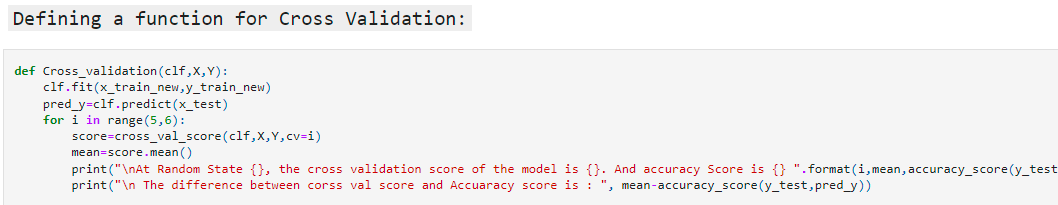 Defining a function for Cross Validation:
def Cross_validation(clf,X,Y):
    clf.fit(x_train_new,y_train_new)
    pred_y=clf.predict(x_test)
    for i in range(5,6):
        score=cross_val_score(clf,X,Y,cv=i)
        mean=score.mean()
        print("\nAt Random State {}, the cross validation score of the model is {}. And accuracy Score is {} ".format(i,mean,accuracy_score(y_test
        print("\n The difference between corss val score and Accuaracy score is : ", mean-accuracy_score(y_test,pred_y))